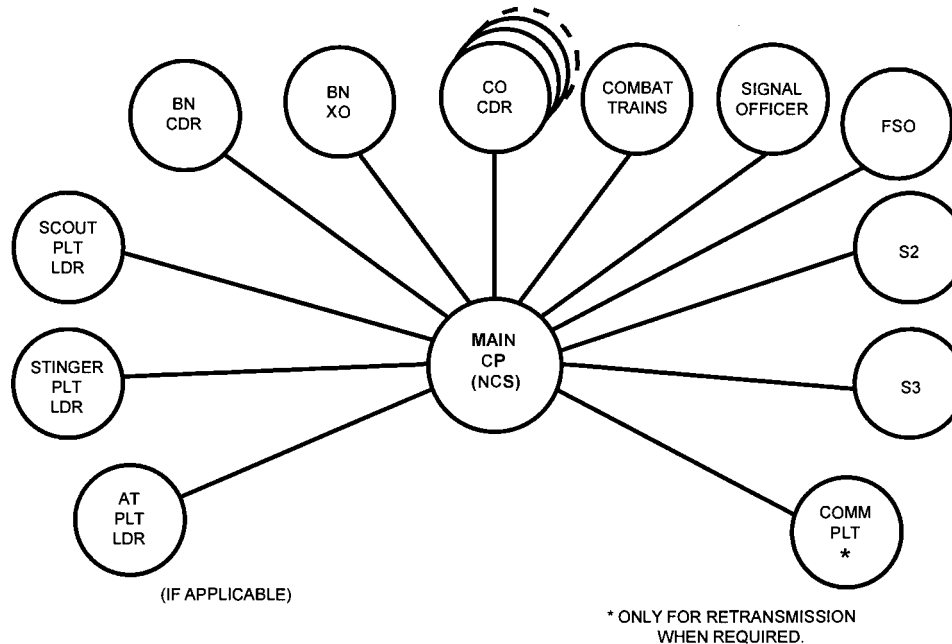 BN
CDR
BN
XO
CO
CDR
COMBAT
TRAINS
SIGNAL
OFFICER
FSO
SCOUT
PLT
LDR
S2
MAIN
CP
(NCS)
STINGER
PLT
LDR
S3
AT
PLT
LDR
COMM
PLT
*
(IF APPLICABLE)
* ONLY FOR RETRANSMISSION
WHEN REQUIRED.